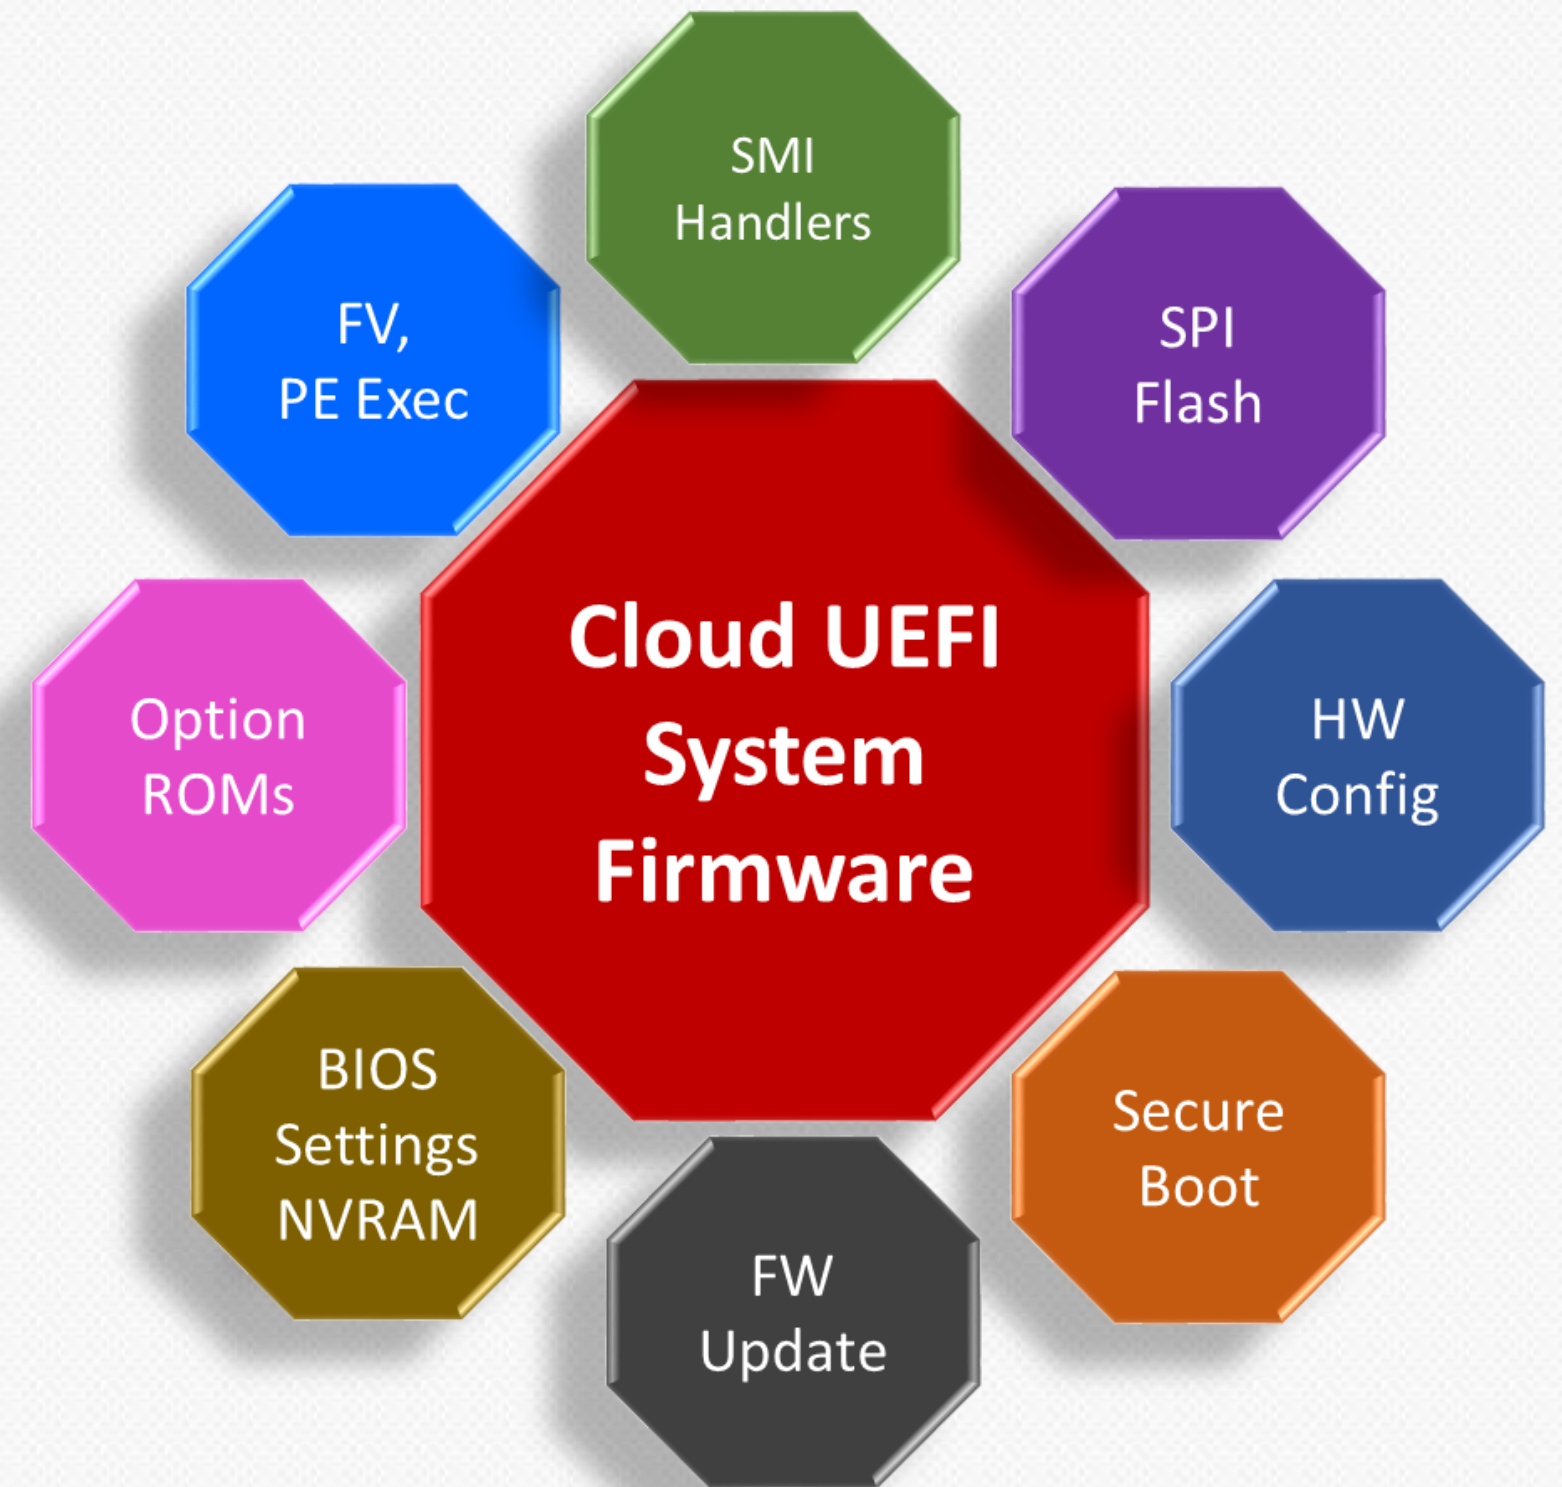 SMI
Handlers
FV,
PE Exec
SPI
Flash
Cloud UEFI
System
Firmware
Option
ROMs
HW
Config
BIOS
Settings
NVRAM
Secure
Boot
FW
Update